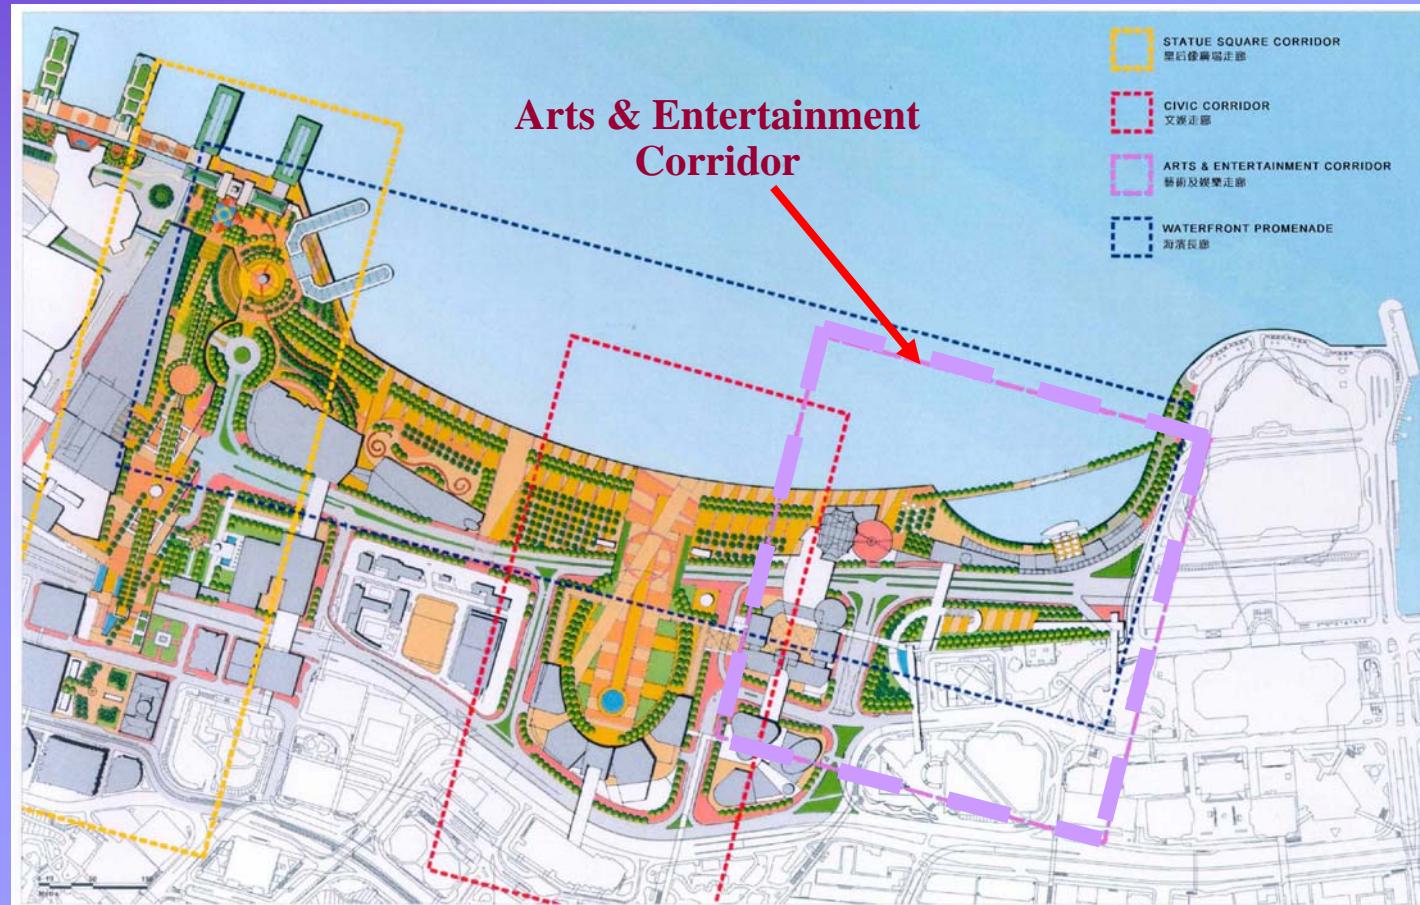 Arts & Entertainment
Corridor
STATUE SQUARE CORRIDOR
皇后像廣場走廊
CIVIC CORRIDOR
文娛走廊
ARTS & ENTERTAINMENT CORRIDOR
藝術及娛樂走廊
WATERFRONT PROMENADE
海濱長廊